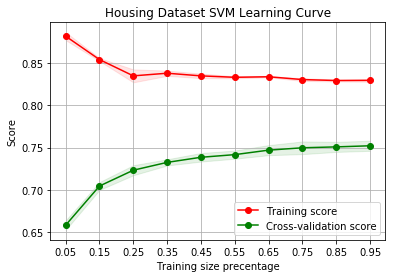 Housing Dataset SVM Learning Curve
Score
0.85
0.80
0.75
0.70
0.65
Training score
Cross-validation score
0.05 0.15 0.25 0.35 0.45 0.55 0.65 0.75 0.85 0.95
Training size precentage